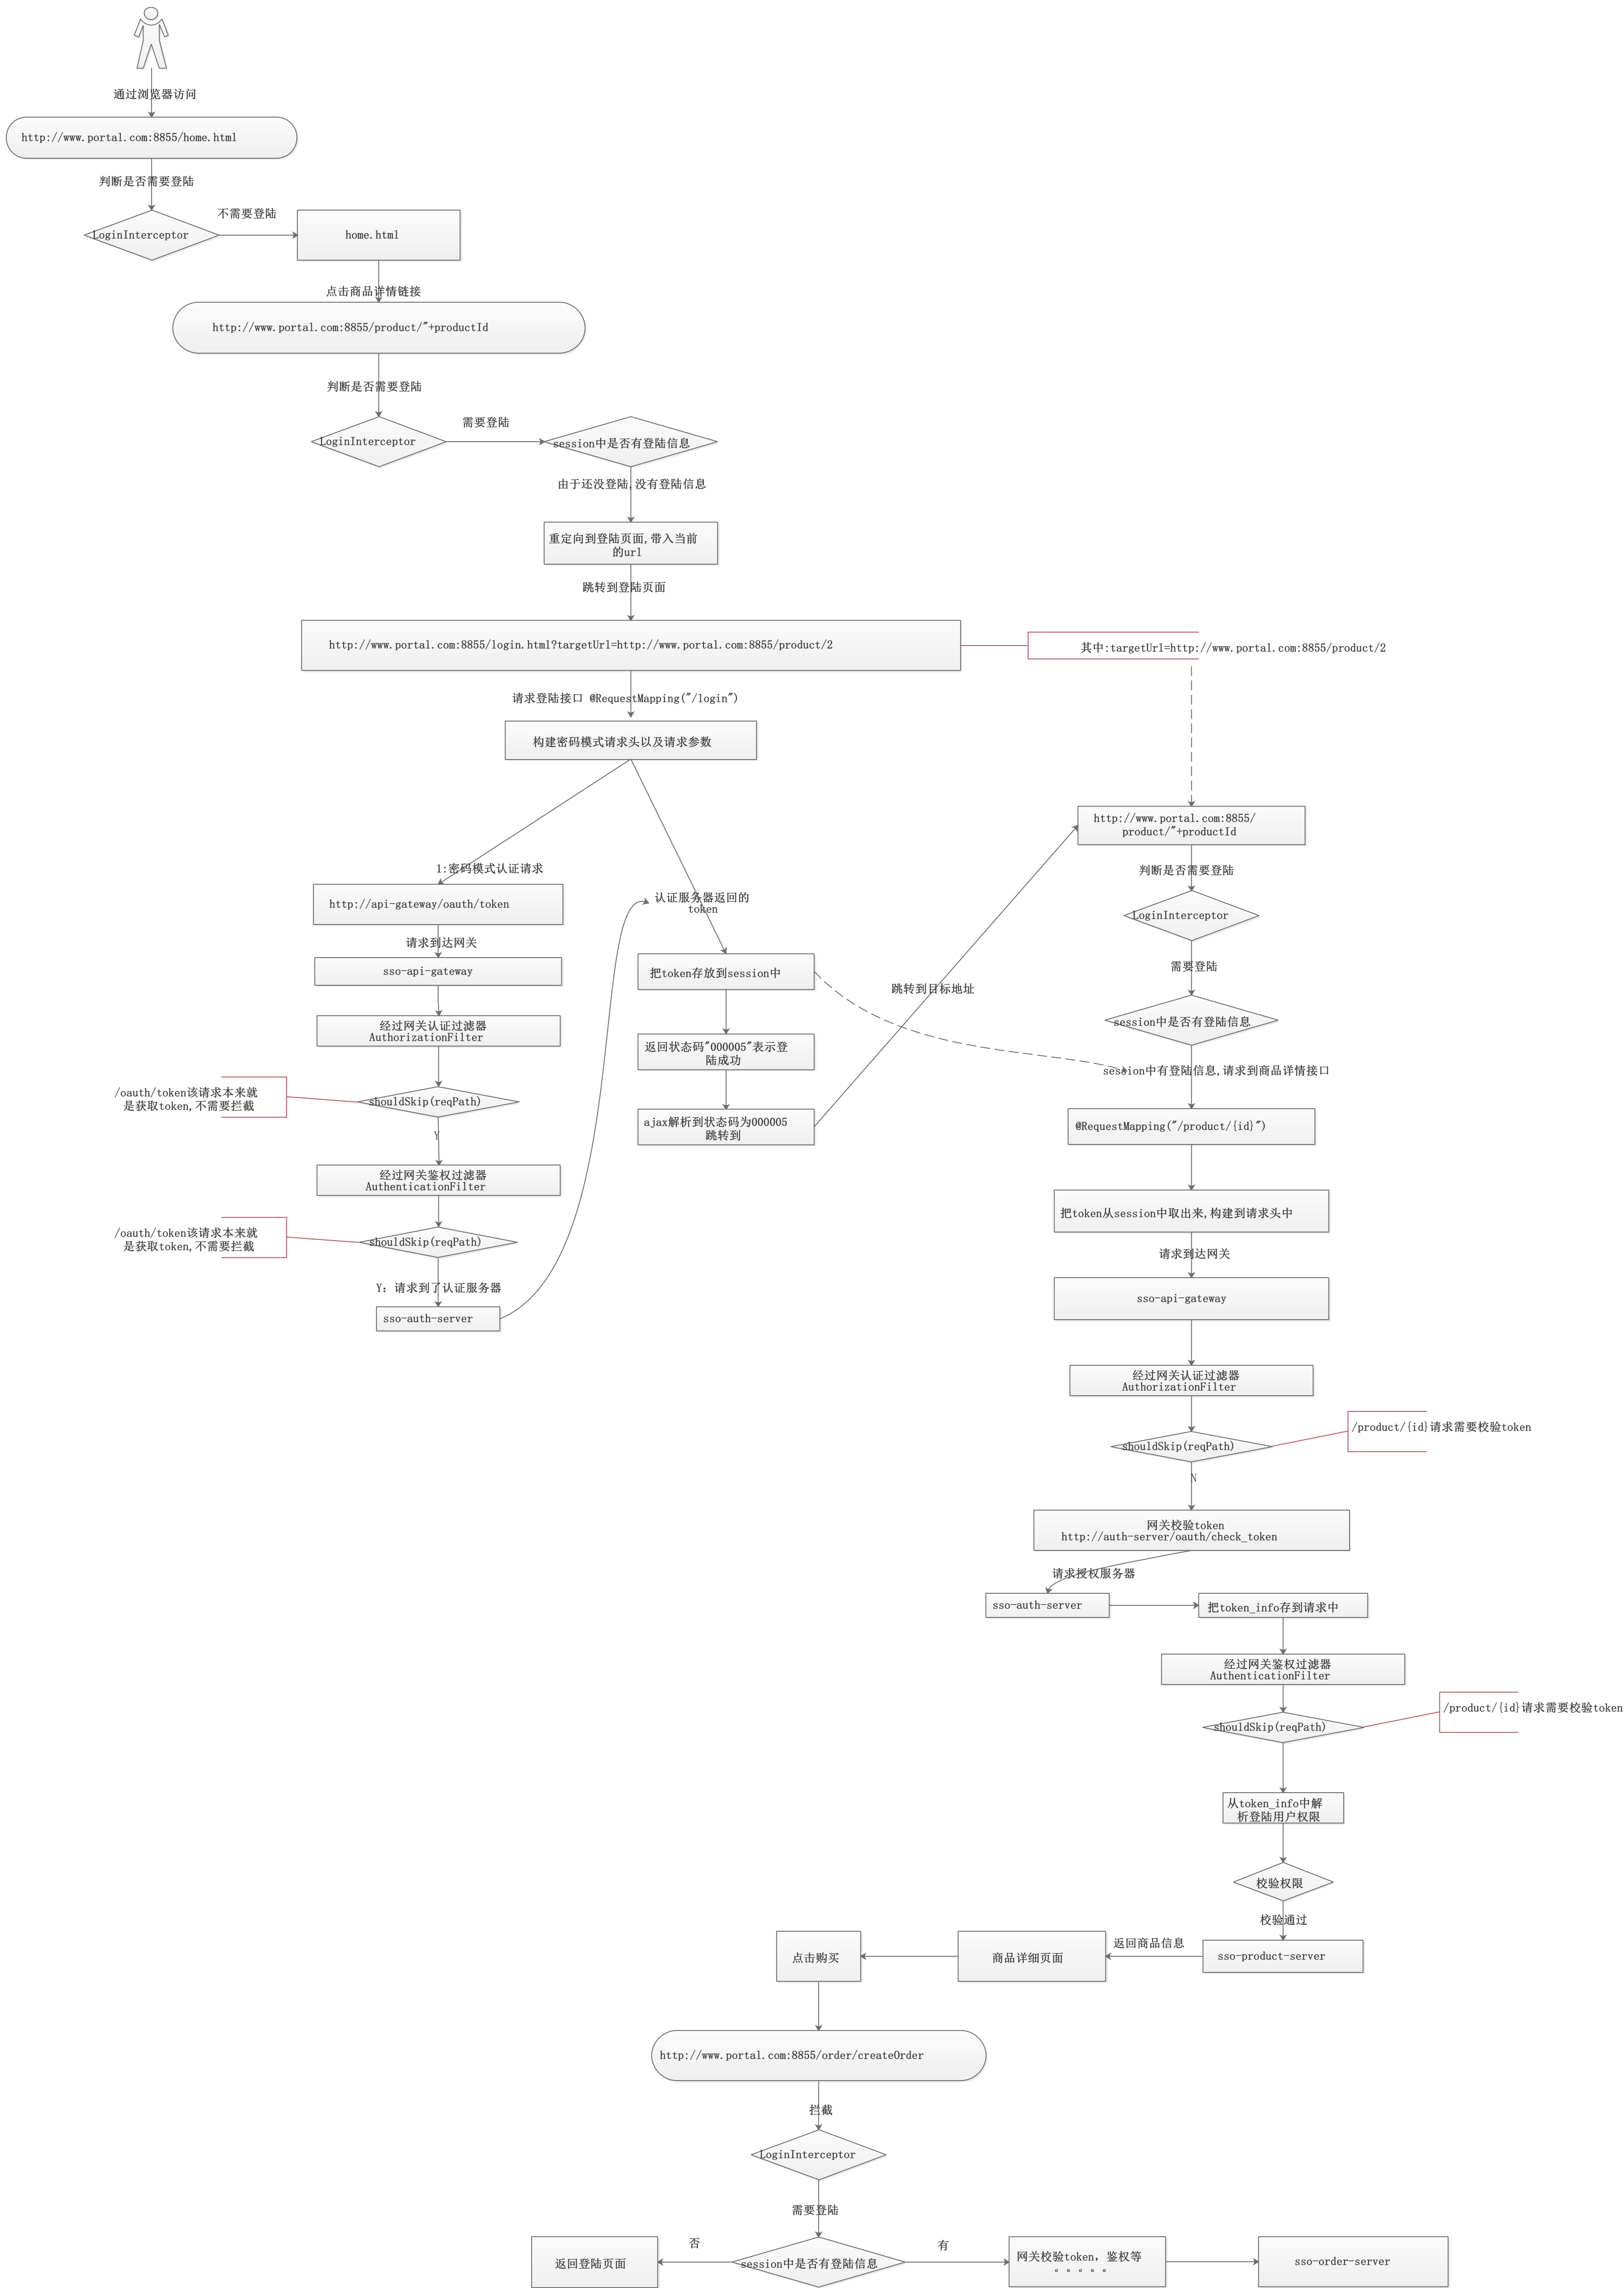 通过浏览器访问
http://www.portal.com:8855/home.html
判断是否需要登陆
LoginInterceptor
不需要登陆
home.html
点击商品详情链接
http://www.portal.com:8855/product/"+productId
判断是否需要登陆
LoginInterceptor
需要登陆
session中是否有登陆信息
由于还没登陆,没有登陆信息
重定向到登陆页面,带入当前
的url
跳转到登陆页面
http://www.portal.com:8855/login.html?targetUrl=http://www.portal.com:8855/product/2
其中:targetUrl=http://www.portal.com:8855/product/2
请求登陆接口 @RequestMapping("/login")
构建密码模式请求头以及请求参数
1:密码模式认证请求
http://api-gateway/oauth/token
请求到达网关
sso-api-gateway
经过网关认证过滤器
AuthorizationFilter
/oauth/token该请求本来就
是获取token,不需要拦截
shouldSkip(reqPath)
Y
经过网关鉴权过滤器
AuthenticationFilter
/oauth/token该请求本来就
是获取token,不需要拦截
shouldSkip(reqPath)
Y：请求到了认证服务器
sso-auth-server
认证服务器返回的
token
把token存放到session中
返回状态码"000005"表示登
陆成功
ajax解析到状态码为000005
跳转到
跳转到目标地址
http://www.portal.com:8855/
product/"+productId
判断是否需要登陆
LoginInterceptor
需要登陆
session中是否有登陆信息
session中有登陆信息,请求到商品详情接口
@RequestMapping("/product/{id}")
把token从session中取出来,构建到请求头中
请求到达网关
sso-api-gateway
经过网关认证过滤器
AuthorizationFilter
shouldSkip(reqPath)
/product/{id}请求需要校验token
N
网关校验token
http://auth-server/oauth/check_token
请求授权服务器
sso-auth-server
把token_info存到请求中
经过网关鉴权过滤器
AuthenticationFilter
shouldSkip(reqPath)
/product/{id}请求需要校验token
从token_info中解
析登陆用户权限
校验权限
校验通过
sso-product-server
返回商品信息
商品详细页面
点击购买
http://www.portal.com:8855/order/createOrder
拦截
LoginInterceptor
需要登陆
session中是否有登陆信息
否
返回登陆页面
有
网关校验token，鉴权等
。。。。。
sso-order-server